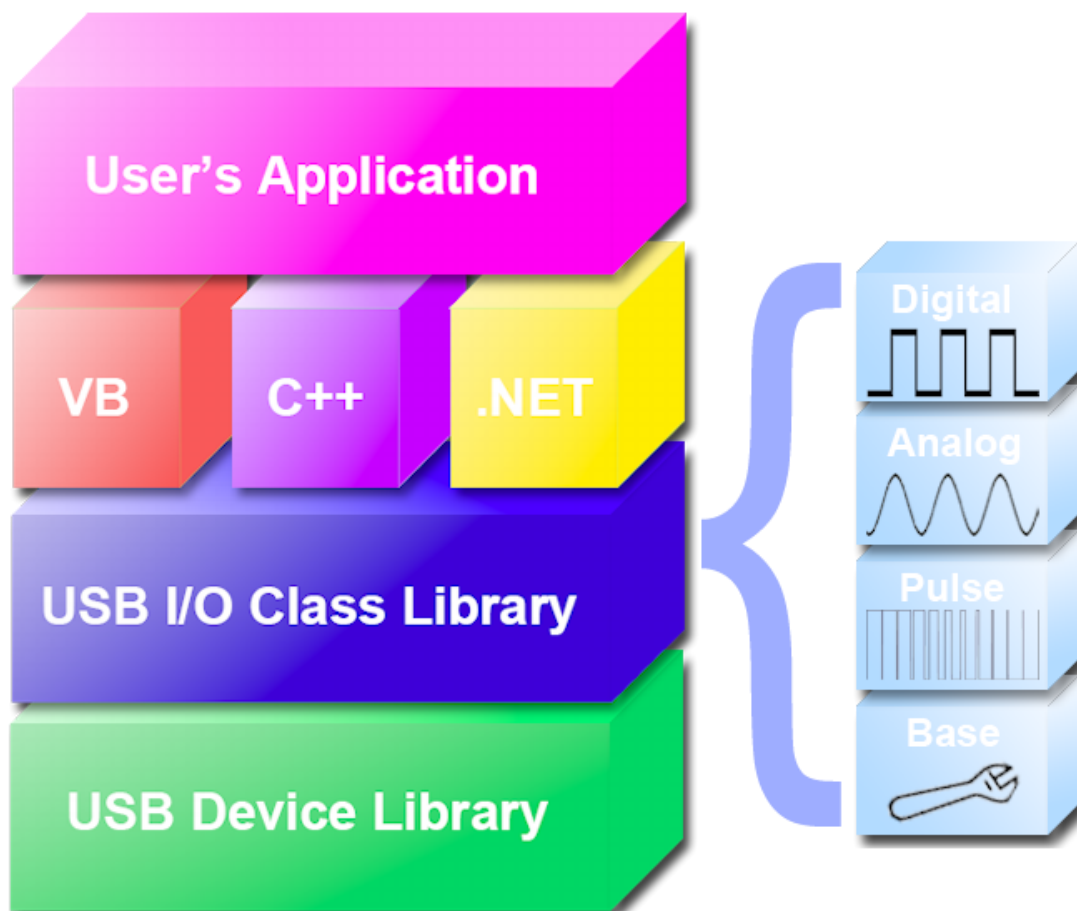 User’s Application
VB
C++
.NET
USB I/O Class Library
USB Device Library
Digital
Analog
Pulse
Base